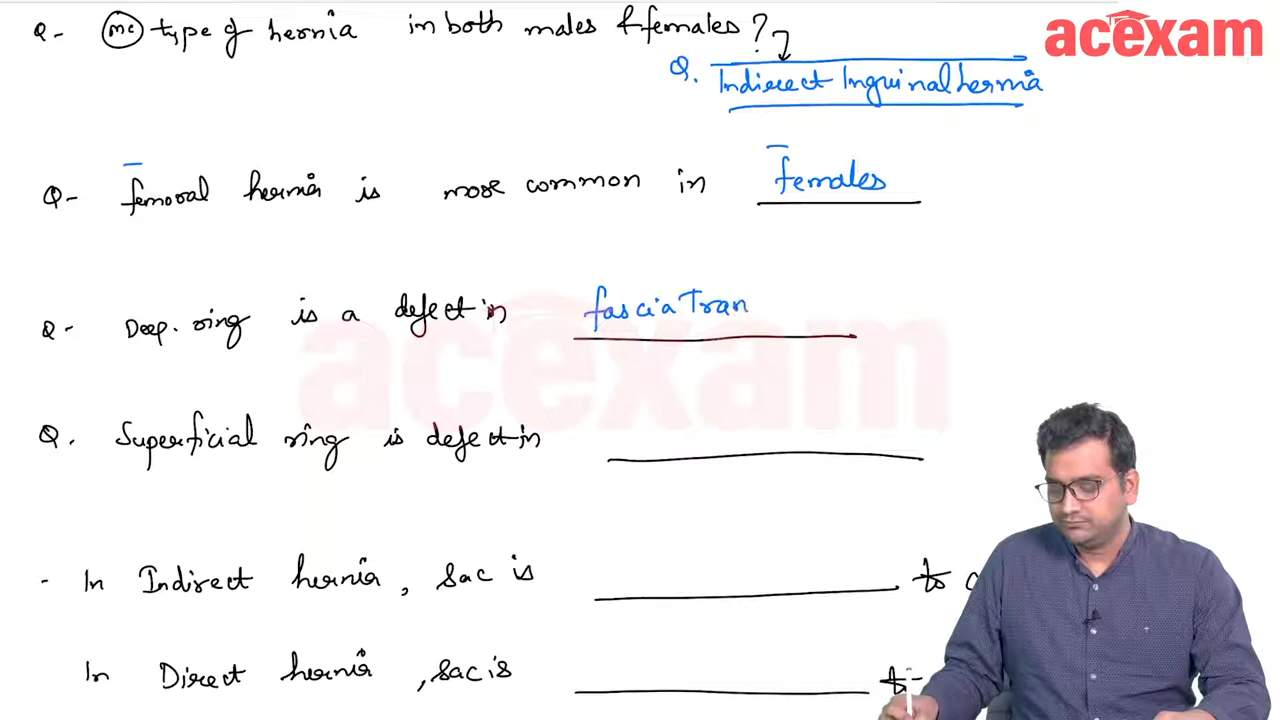 acexam
Q- mc type of hernia in both males & females?
Q. Indirect Inguinal hernia
Q- femoral hernia is more common in females
Q- Deep. ring is a defect in fascia Tran
acexam
Q. Superficial ring is defect in
- In Indirect hernia, sac is to
In Direct hernia, sac is